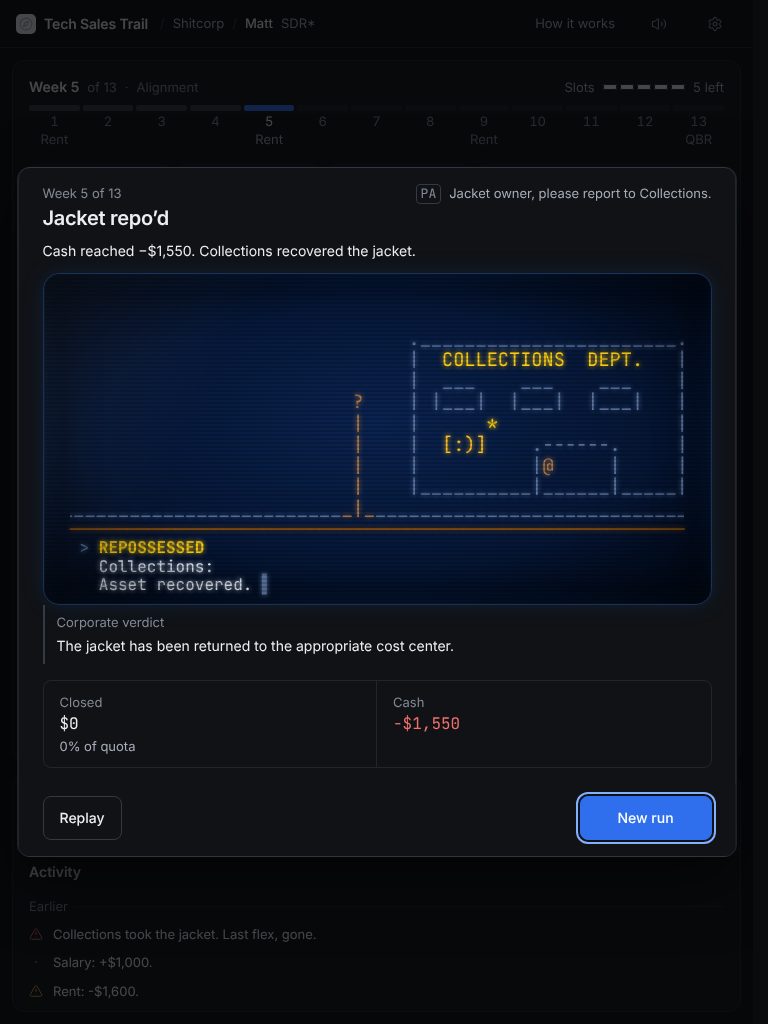 Tech Sales Trail / Shitcorp / Matt SDR* How it works
Week 5 of 13 · Alignment Slots 5 left
1 2 3 4 5 6 7 8 9 10 11 12 13
Rent Rent Rent QBR
Week 5 of 13 PA Jacket owner, please report to Collections.
Jacket repo’d
Cash reached −$1,550. Collections recovered the jacket.
COLLECTIONS DEPT.
?
*
[:)]
@
> REPOSSESSED
Collections:
Asset recovered.
Corporate verdict
The jacket has been returned to the appropriate cost center.
Closed Cash
$0 -$1,550
0% of quota
Replay New run
Activity
Earlier
Collections took the jacket. Last flex, gone.
· Salary: +$1,000.
Rent: -$1,600.